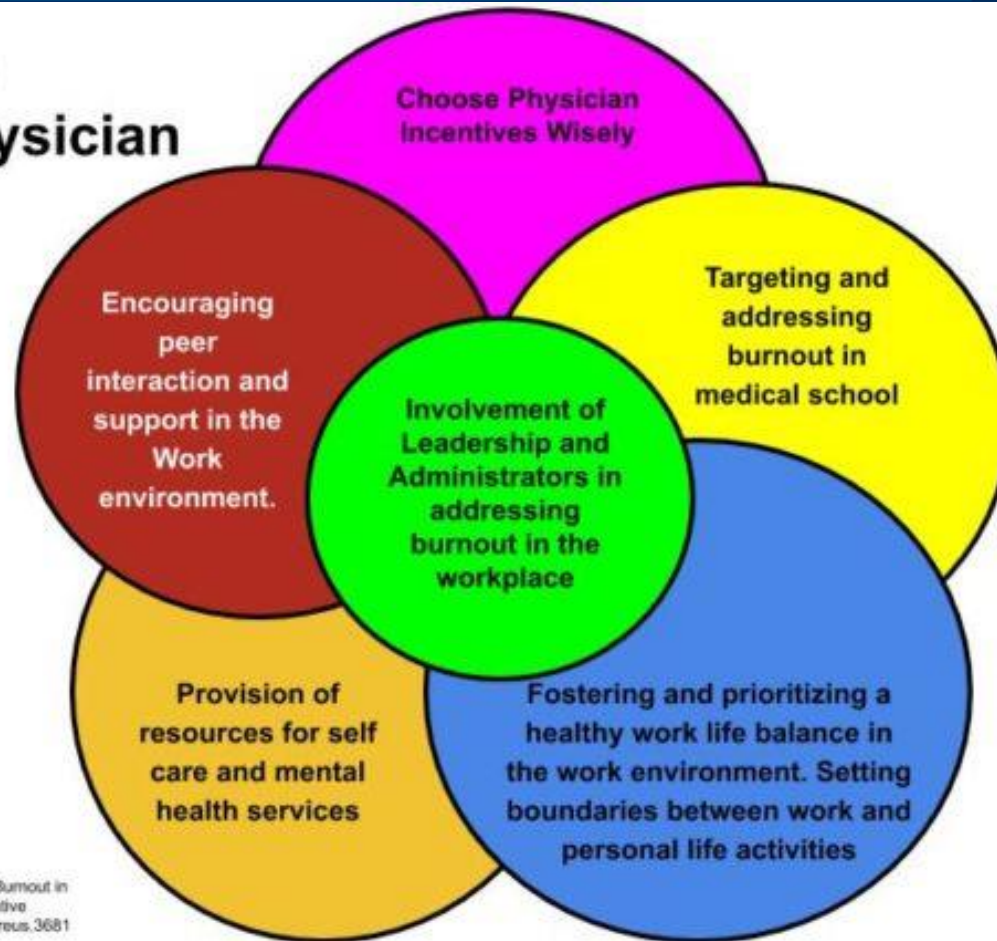 ysician
Choose Physician
Incentives Wisely
Encouraging
peer
interaction and
support in the
Work
environment.
Targeting and
addressing
burnout in
medical school
Involvement of
Leadership and
Administrators in
addressing
burnout in the
workplace
Provision of
resources for self
care and mental
health services
Fostering and prioritizing a
healthy work life balance in
the work environment. Setting
boundaries between work and
personal life activities
Burnout in
tive
reus.3681